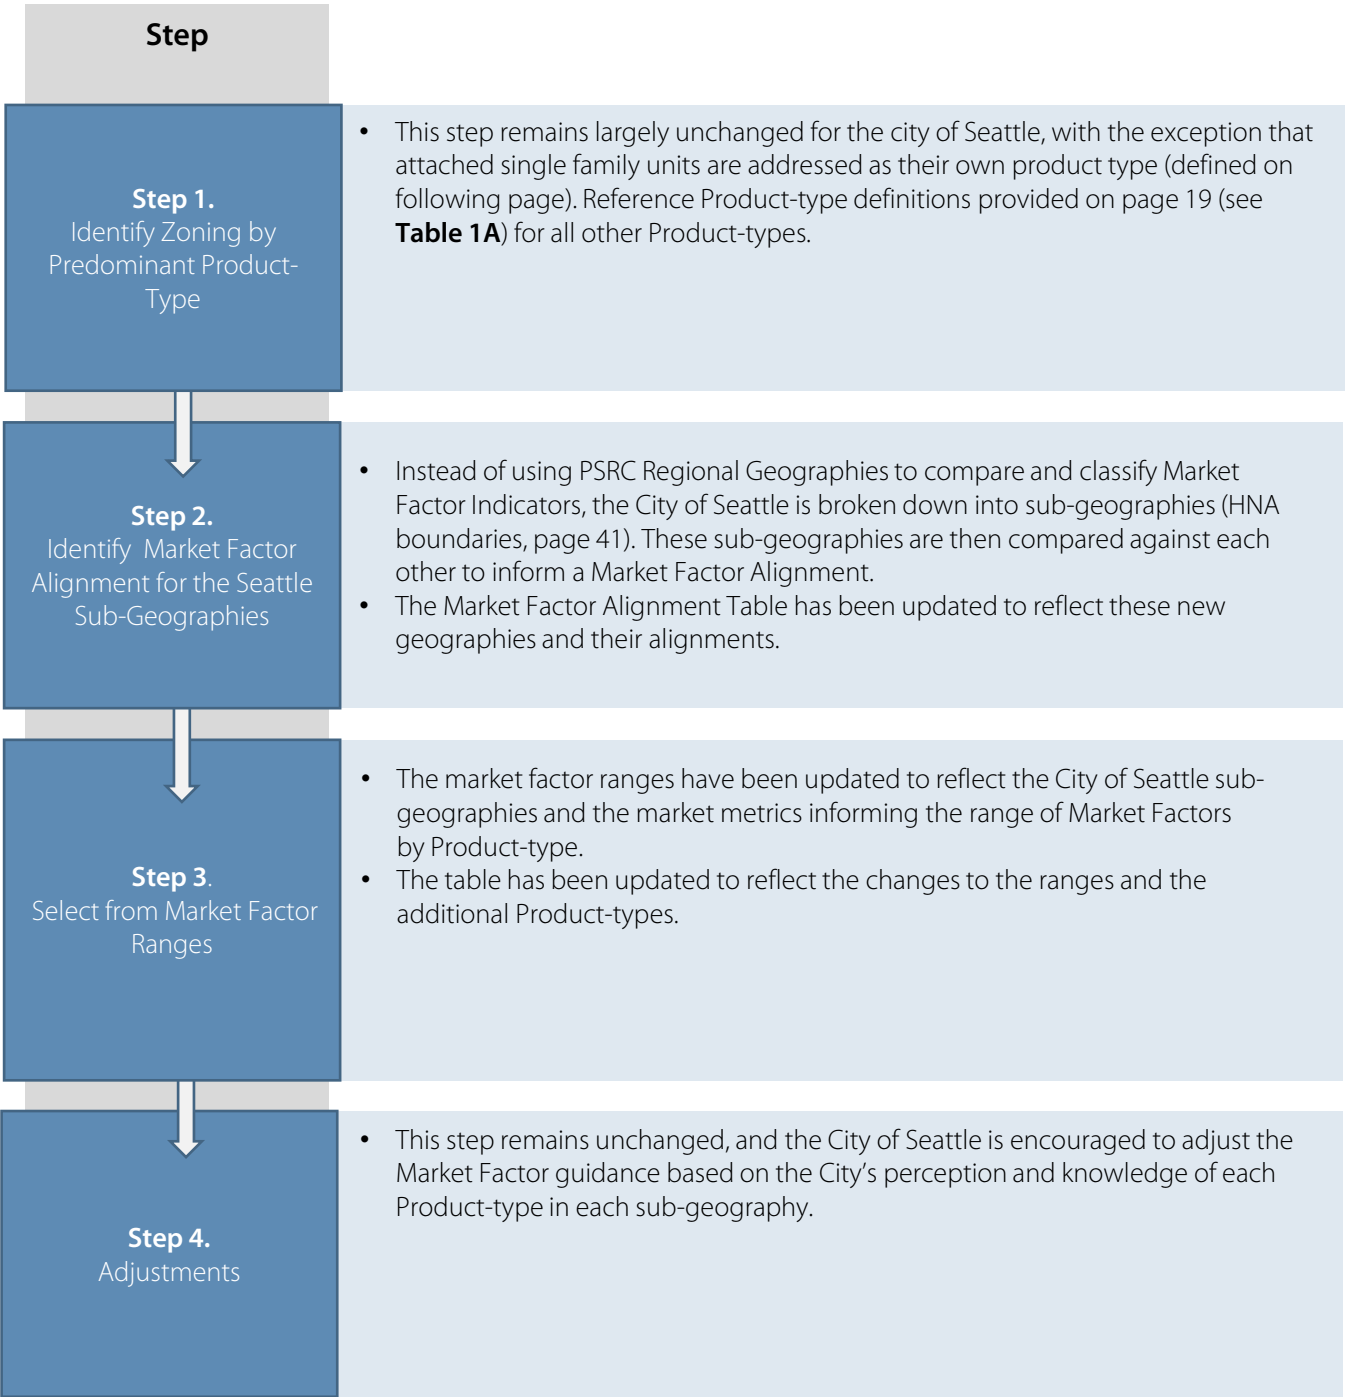 Step
Step 1.
Identify Zoning by
Predominant Product-
Type
• This step remains largely unchanged for the city of Seattle, with the exception that
attached single family units are addressed as their own product type (defined on
following page). Reference Product-type definitions provided on page 19 (see
Table 1A) for all other Product-types.
Step 2.
Identify Market Factor
Alignment for the Seattle
Sub-Geographies
• Instead of using PSRC Regional Geographies to compare and classify Market
Factor Indicators, the City of Seattle is broken down into sub-geographies (HNA
boundaries, page 41). These sub-geographies are then compared against each
other to inform a Market Factor Alignment.
• The Market Factor Alignment Table has been updated to reflect these new
geographies and their alignments.
Step 3.
Select from Market Factor
Ranges
• The market factor ranges have been updated to reflect the City of Seattle sub-
geographies and the market metrics informing the range of Market Factors
by Product-type.
• The table has been updated to reflect the changes to the ranges and the
additional Product-types.
Step 4.
Adjustments
• This step remains unchanged, and the City of Seattle is encouraged to adjust the
Market Factor guidance based on the City’s perception and knowledge of each
Product-type in each sub-geography.